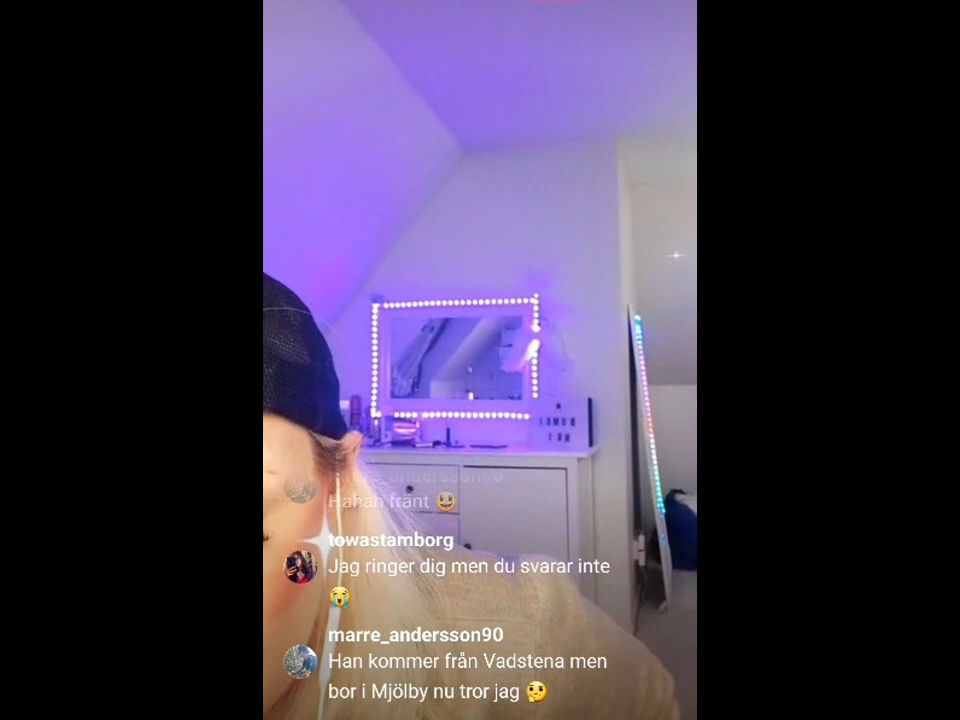 Hahah fränt 😃
towastamborg
Jag ringer dig men du svarar inte
😭
marre_andersson90
Han kommer från Vadstena men
bor i Mjölby nu tror jag 🤔